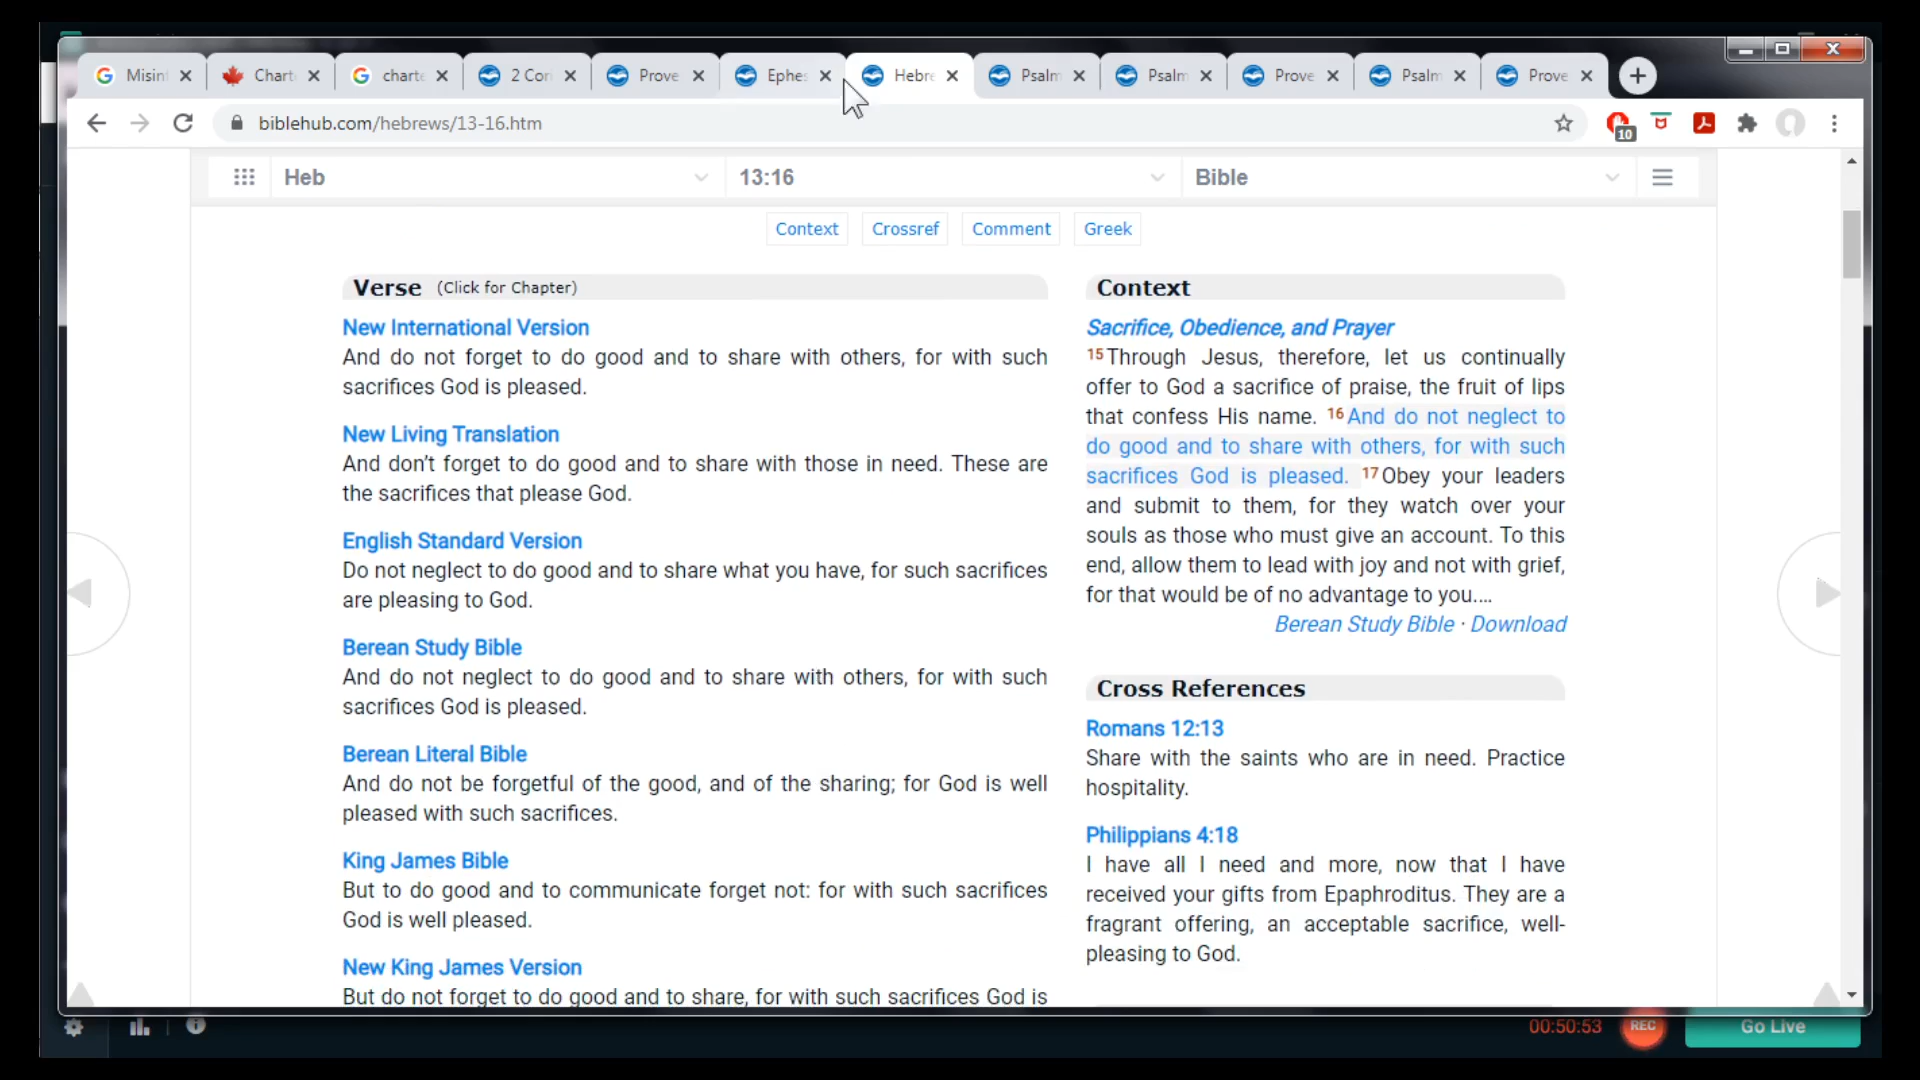 Misin
Chart
charte
2 Cor
Prove
Ephes
Hebre
Psalm
Psalm
Prove
Psalm
Prove
biblehub.com/hebrews/13-16.htm
10
Heb
13:16
Bible
Context
Crossref
Comment
Greek
Verse (Click for Chapter)
New International Version
And do not forget to do good and to share with others, for with such
sacrifices God is pleased.
New Living Translation
And don't forget to do good and to share with those in need. These are
the sacrifices that please God.
English Standard Version
Do not neglect to do good and to share what you have, for such sacrifices
are pleasing to God.
Berean Study Bible
And do not neglect to do good and to share with others, for with such
sacrifices God is pleased.
Berean Literal Bible
And do not be forgetful of the good, and of the sharing; for God is well
pleased with such sacrifices.
King James Bible
But to do good and to communicate forget not: for with such sacrifices
God is well pleased.
New King James Version
But do not forget to do good and to share, for with such sacrifices God is
Context
Sacrifice, Obedience, and Prayer
15Through Jesus, therefore, let us continually
offer to God a sacrifice of praise, the fruit of lips
that confess His name. 16And do not neglect to
do good and to share with others, for with such
sacrifices God is pleased. 17Obey your leaders
and submit to them, for they watch over your
souls as those who must give an account. To this
end, allow them to lead with joy and not with grief,
for that would be of no advantage to you....
Berean Study Bible · Download
Cross References
Romans 12:13
Share with the saints who are in need. Practice
hospitality.
Philippians 4:18
I have all I need and more, now that I have
received your gifts from Epaphroditus. They are a
fragrant offering, an acceptable sacrifice, well-
pleasing to God.
00:50:53
REC
Go Live